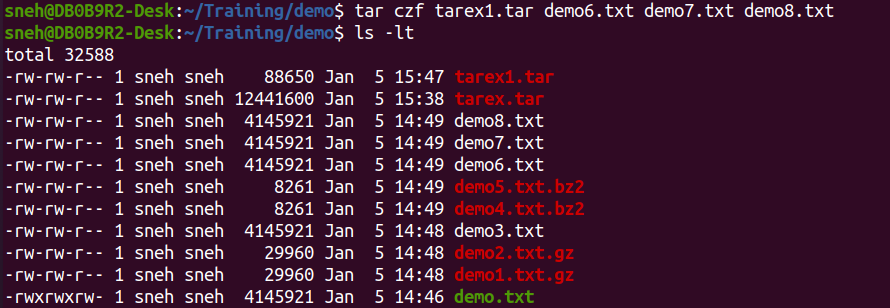 sneh@DB0B9R2-Desk:~/Training/demo$ tar czf tarex1.tar demo6.txt demo7.txt demo8.txt
sneh@DB0B9R2-Desk:~/Training/demo$ ls -lt
total 32588
-rw-rw-r-- 1 sneh sneh    88650 Jan  5 15:47 tarex1.tar
-rw-rw-r-- 1 sneh sneh 12441600 Jan  5 15:38 tarex.tar
-rw-rw-r-- 1 sneh sneh  4145921 Jan  5 14:49 demo8.txt
-rw-rw-r-- 1 sneh sneh  4145921 Jan  5 14:49 demo7.txt
-rw-rw-r-- 1 sneh sneh  4145921 Jan  5 14:49 demo6.txt
-rw-rw-r-- 1 sneh sneh     8261 Jan  5 14:49 demo5.txt.bz2
-rw-rw-r-- 1 sneh sneh     8261 Jan  5 14:49 demo4.txt.bz2
-rw-rw-r-- 1 sneh sneh  4145921 Jan  5 14:48 demo3.txt
-rw-rw-r-- 1 sneh sneh    29960 Jan  5 14:48 demo2.txt.gz
-rw-rw-r-- 1 sneh sneh    29960 Jan  5 14:48 demo1.txt.gz
-rwxrwxrw- 1 sneh sneh  4145921 Jan  5 14:46 demo.txt